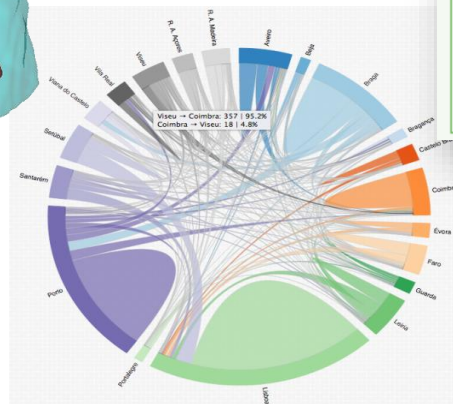 R. A. Madeira
Aveiro
Beja
Braga
Bragança
Castelo B
Coimb
Évora
Faro
Guarda
Leiria
Lisboa
Portalegre
Porto
Santarém
Setúbal
Viana do Castelo
Vila Real
Viseu
R. A. Açores
Viseu → Coimbra: 357 | 95.2%
Coimbra → Viseu: 18 | 4.8%